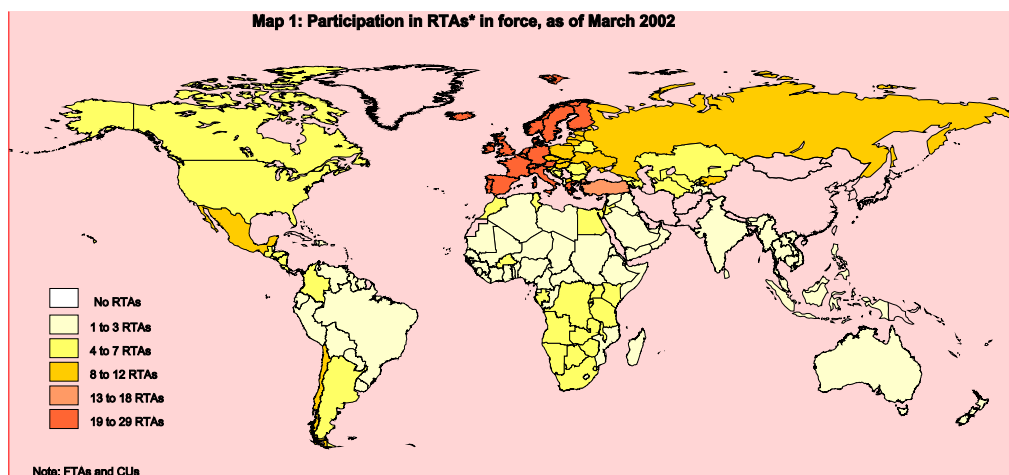 Map 1: Participation in RTAs* in force, as of March 2002
No RTAs
1 to 3 RTAs
4 to 7 RTAs
8 to 12 RTAs
13 to 18 RTAs
19 to 29 RTAs
Note: FTAs and CUs